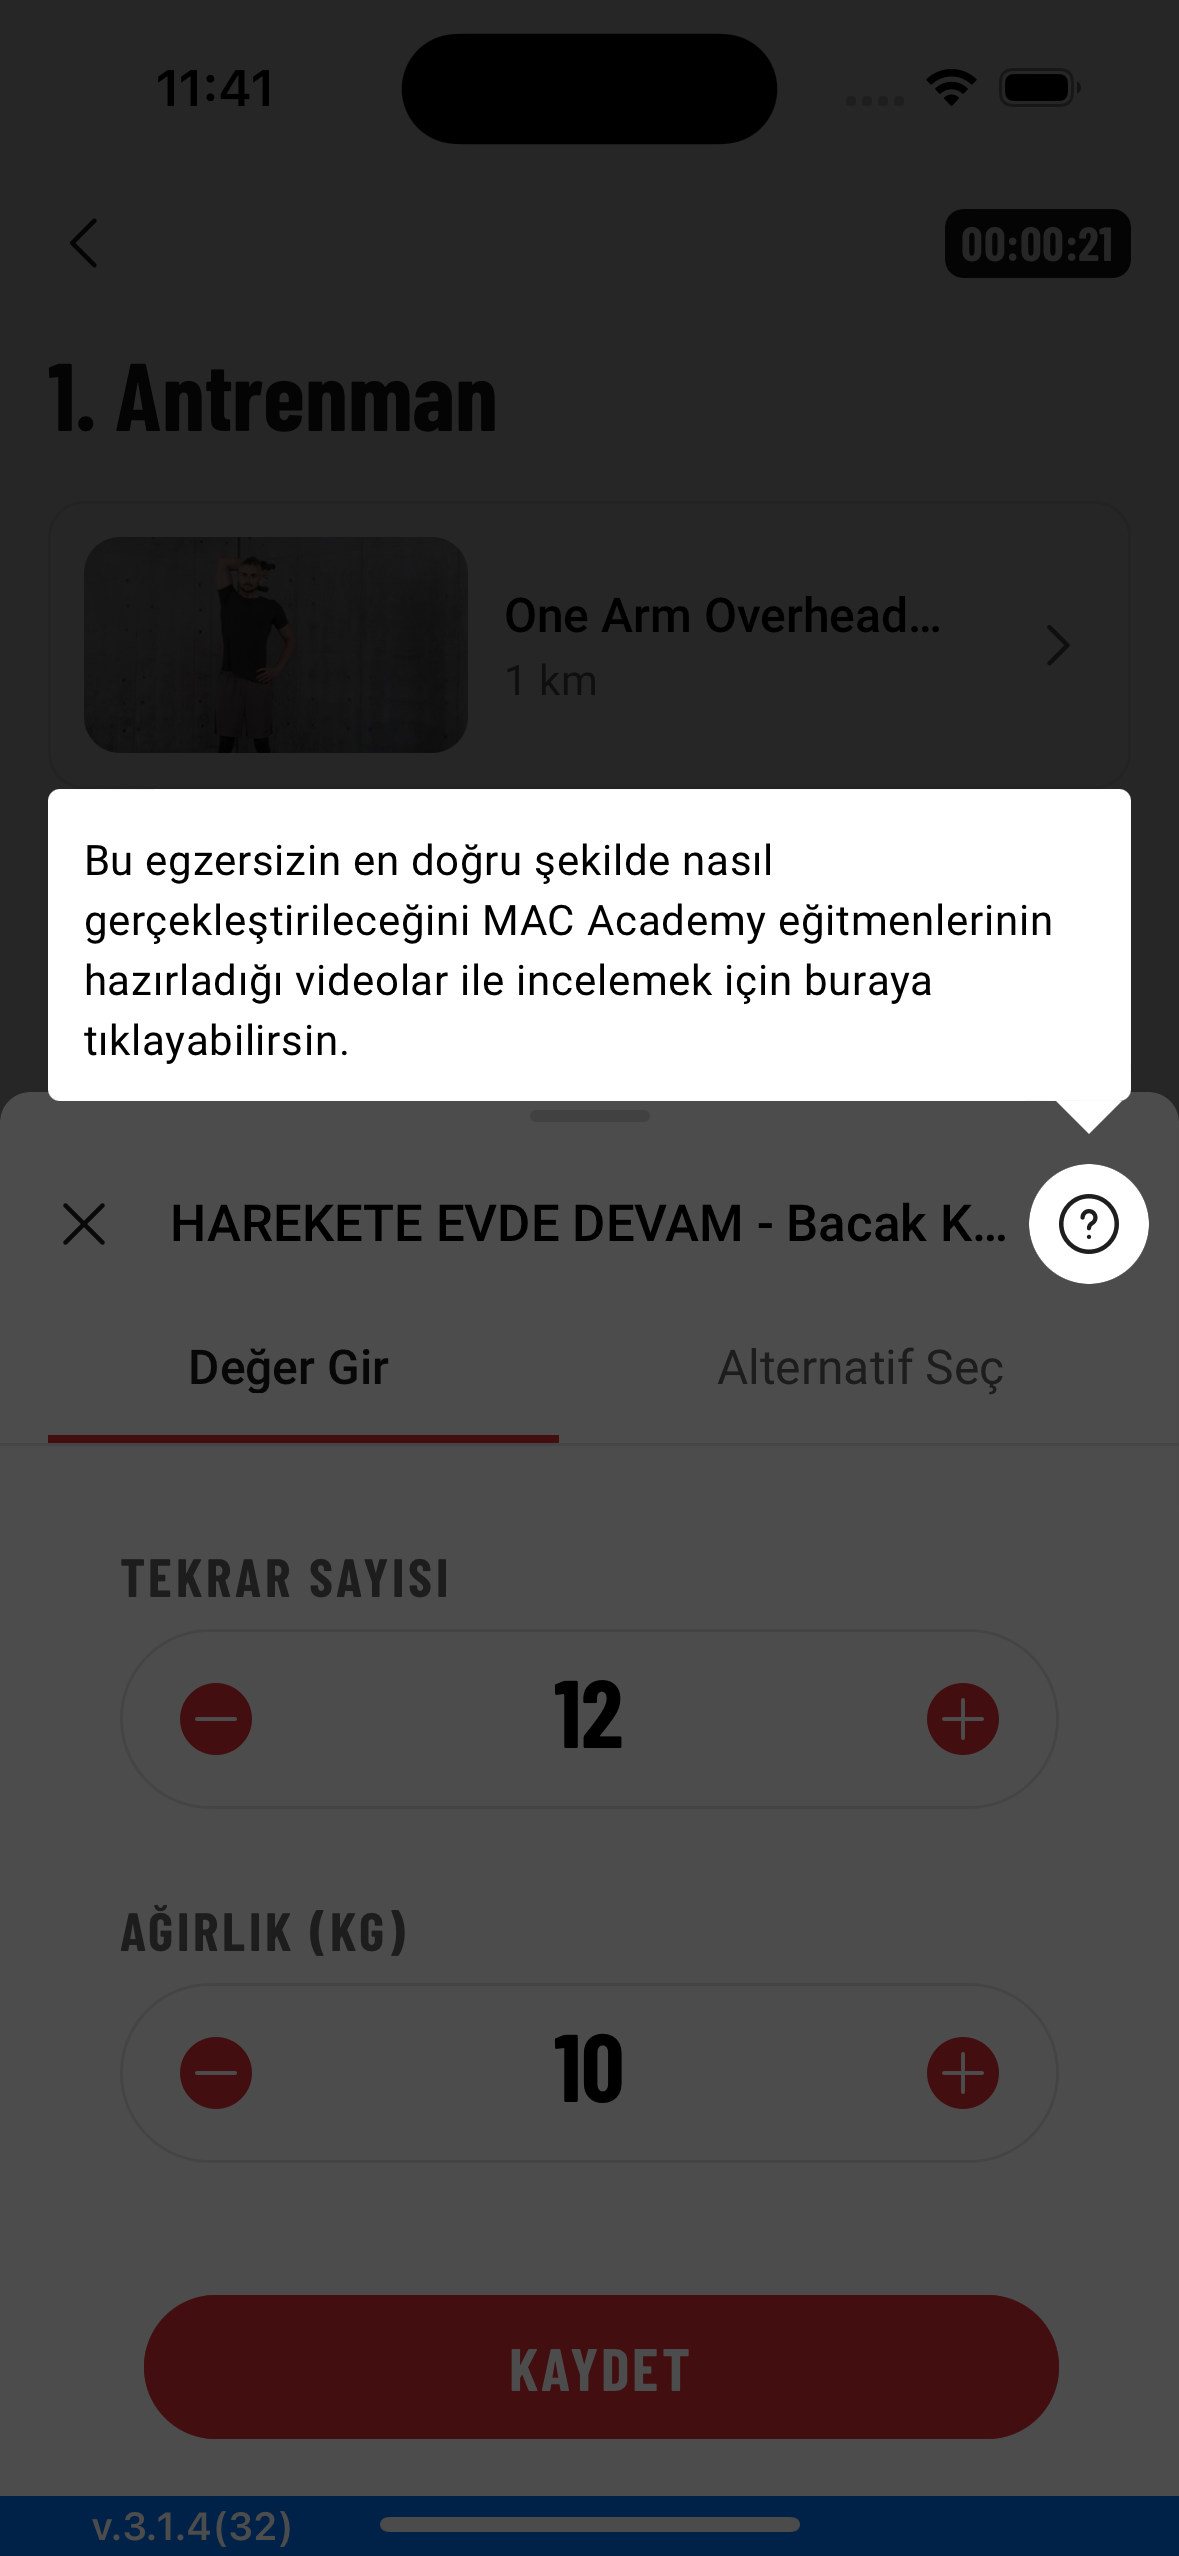 11:41
00:00:21
1. Antrenman
One Arm Overhead...
1 km
Bu egzersizin en doğru şekilde nasıl
gerçekleştirileceğini MAC Academy eğitmenlerinin
hazırladığı videolar ile incelemek için buraya
tıklayabilirsin.
HAREKETE EVDE DEVAM - Bacak K...
Değer Gir
Alternatif Seç
TEKRAR SAYISI
12
AĞIRLIK (KG)
10
KAYDET
v.3.1.4(32)